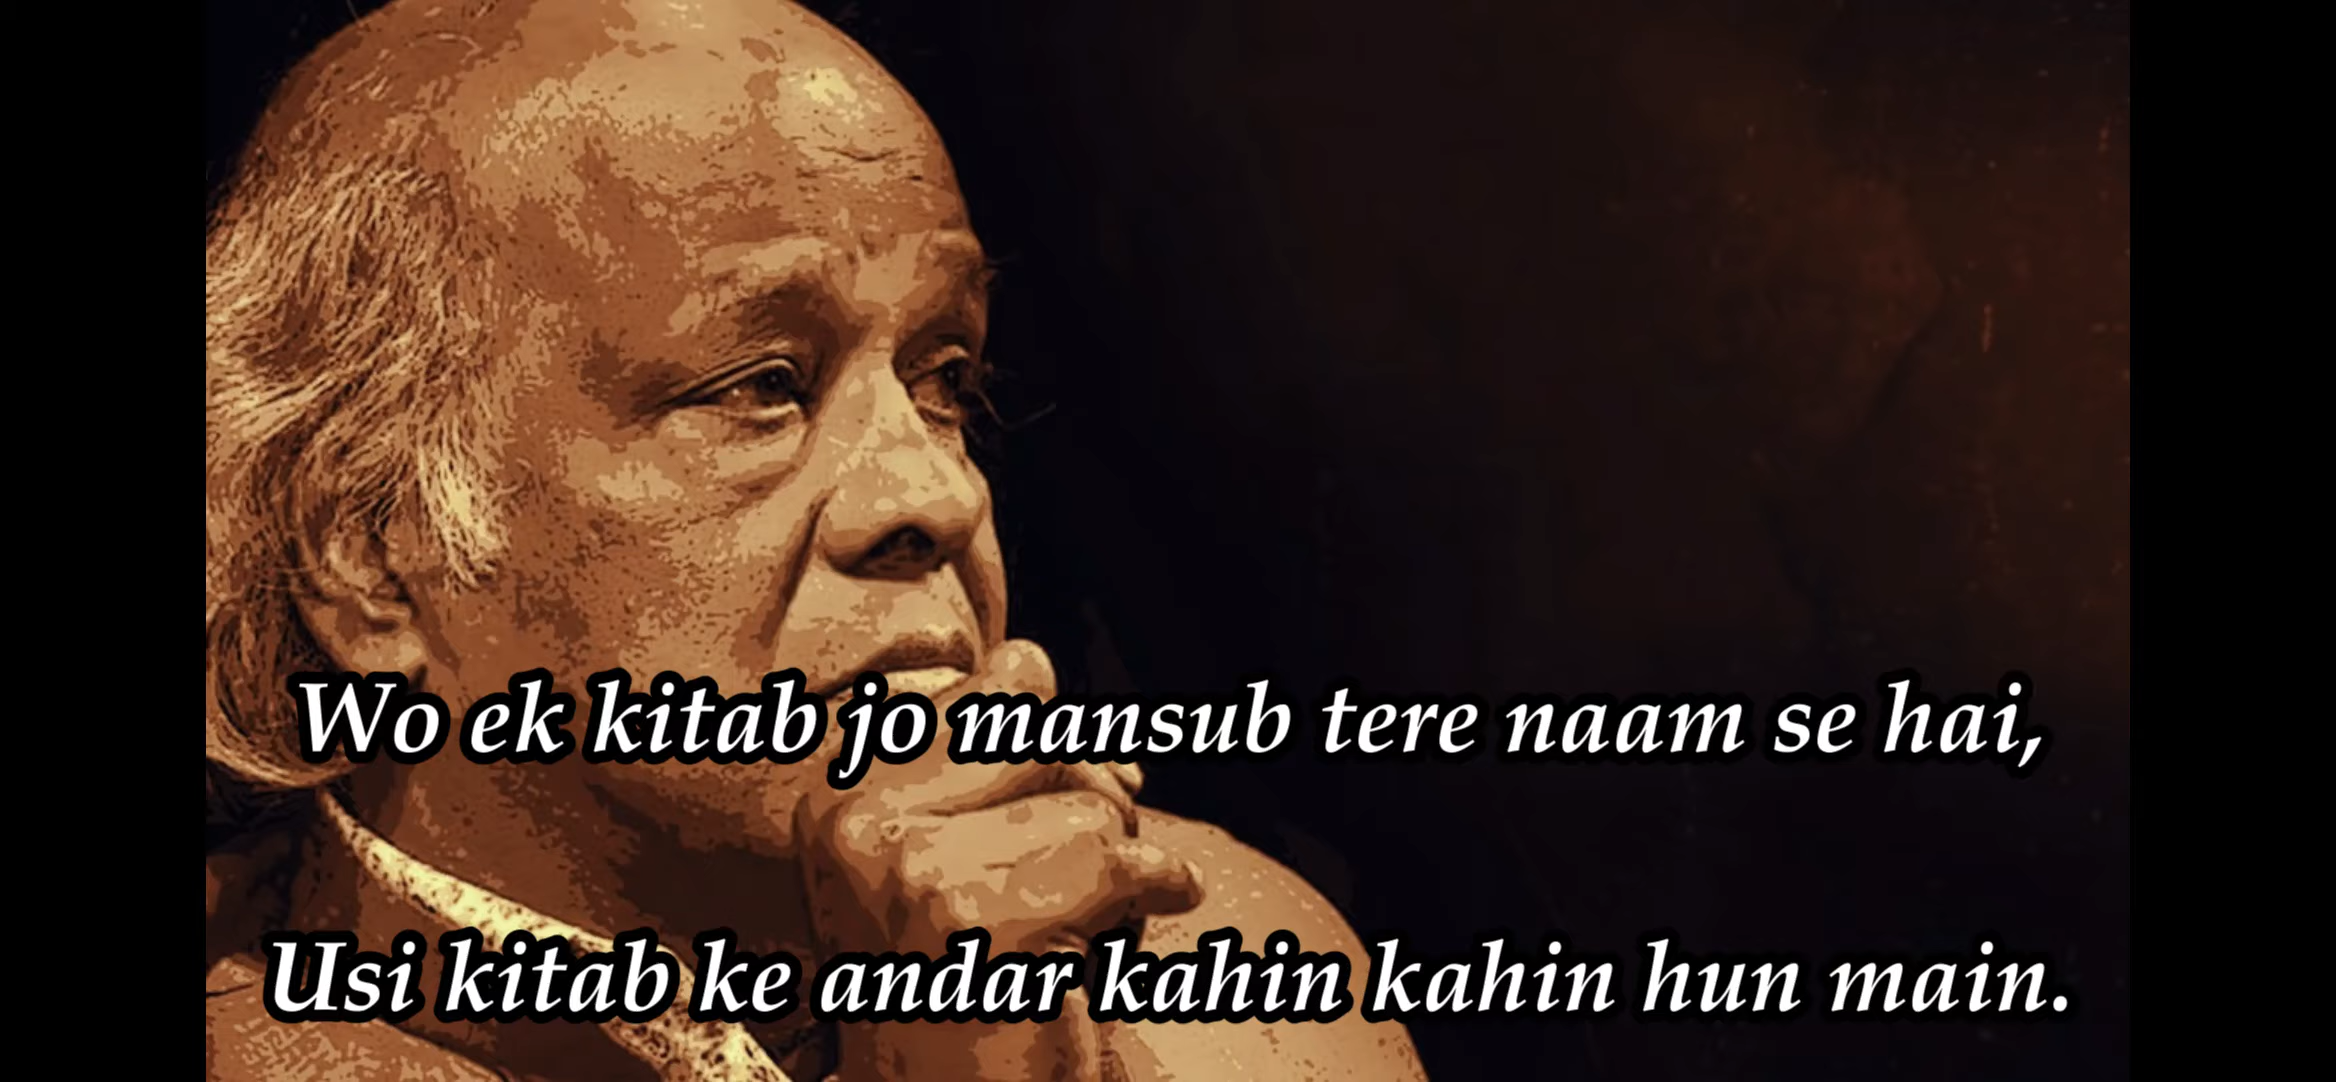 Wo ek kitab jo mansub tere naam se hai,
Usi kitab ke andar kahin kahin hun main.